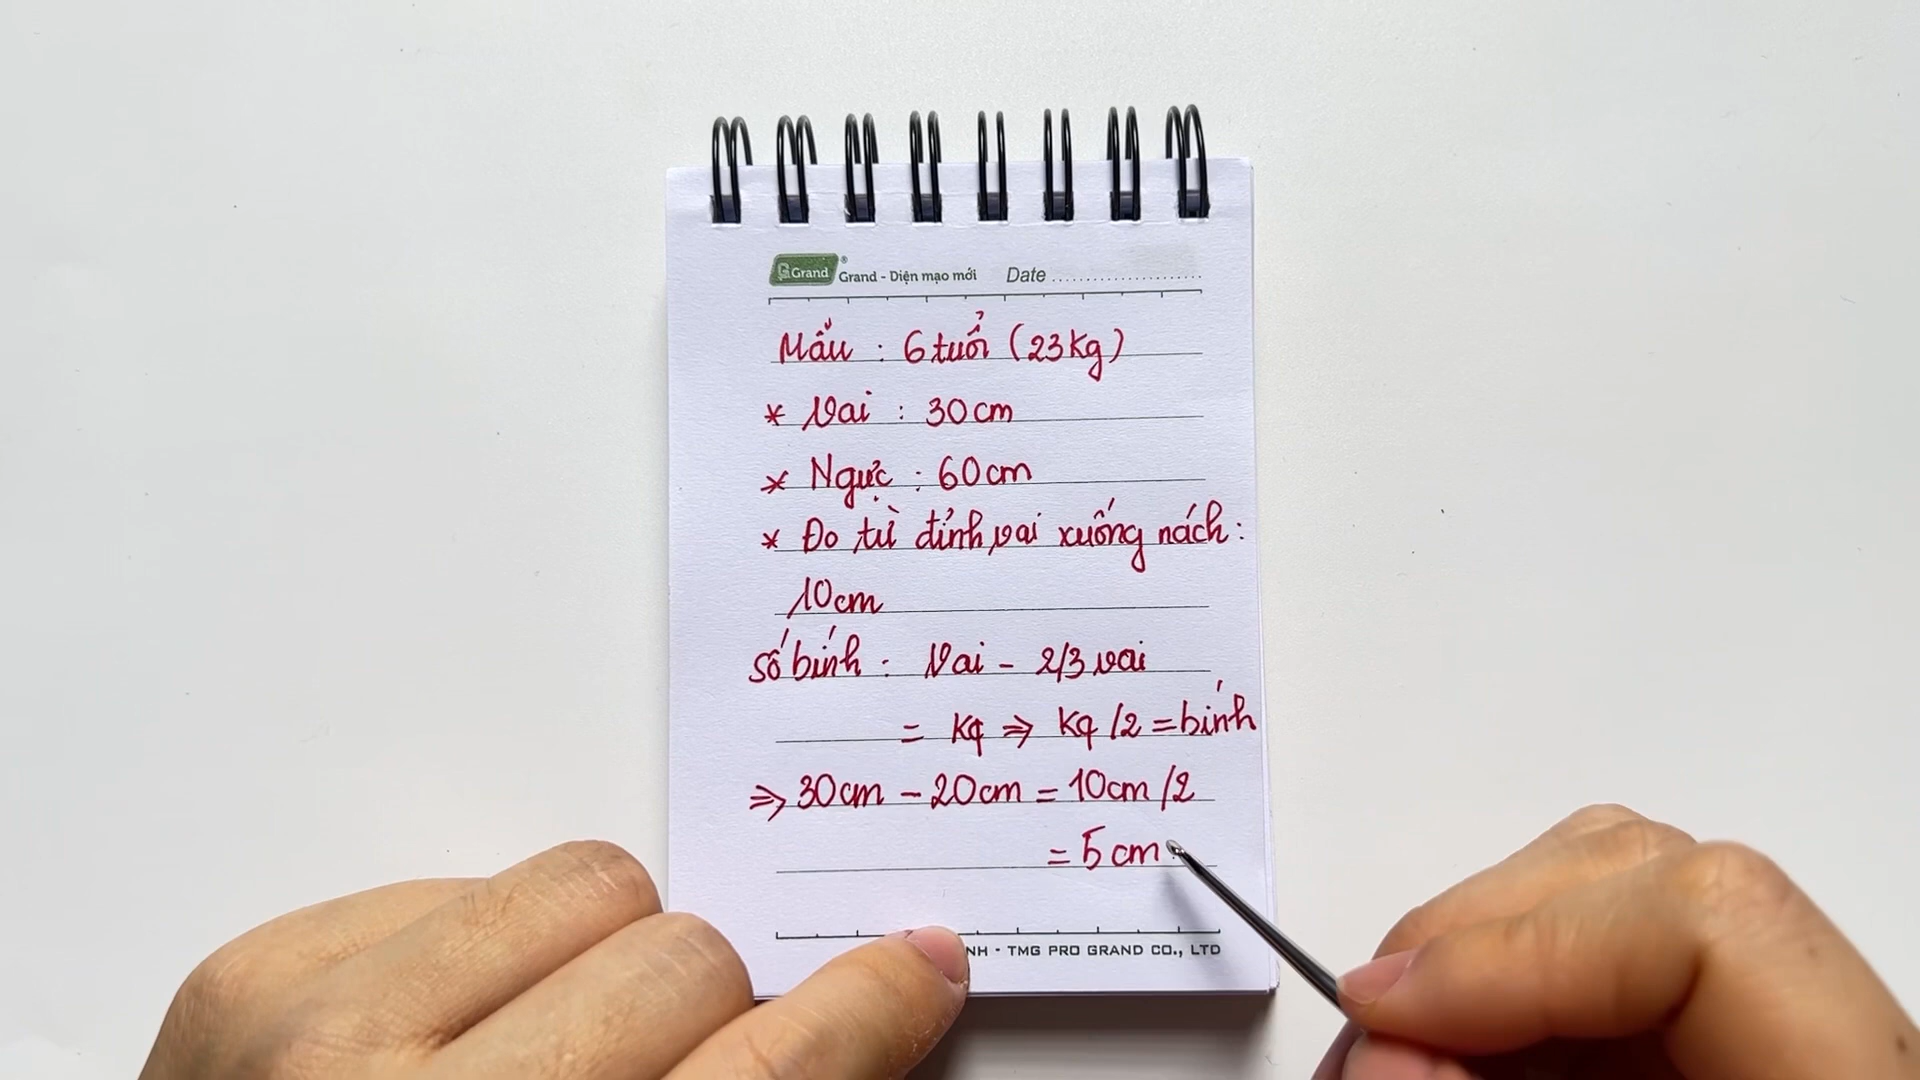 Grand ® Grand - Diện mạo mới Date ........................
Mẫu : 6 tuổi (23Kg)
* Vai : 30cm
* Ngực : 60cm
* Đo từ đỉnh vai xuống nách :
10cm
Số bính : Vai - 2/3 vai
= Kq ⇒ Kq /2 = bính
⇒ 30cm - 20cm = 10cm /2
= 5cm
NH - TMG PRO GRAND CO., LTD